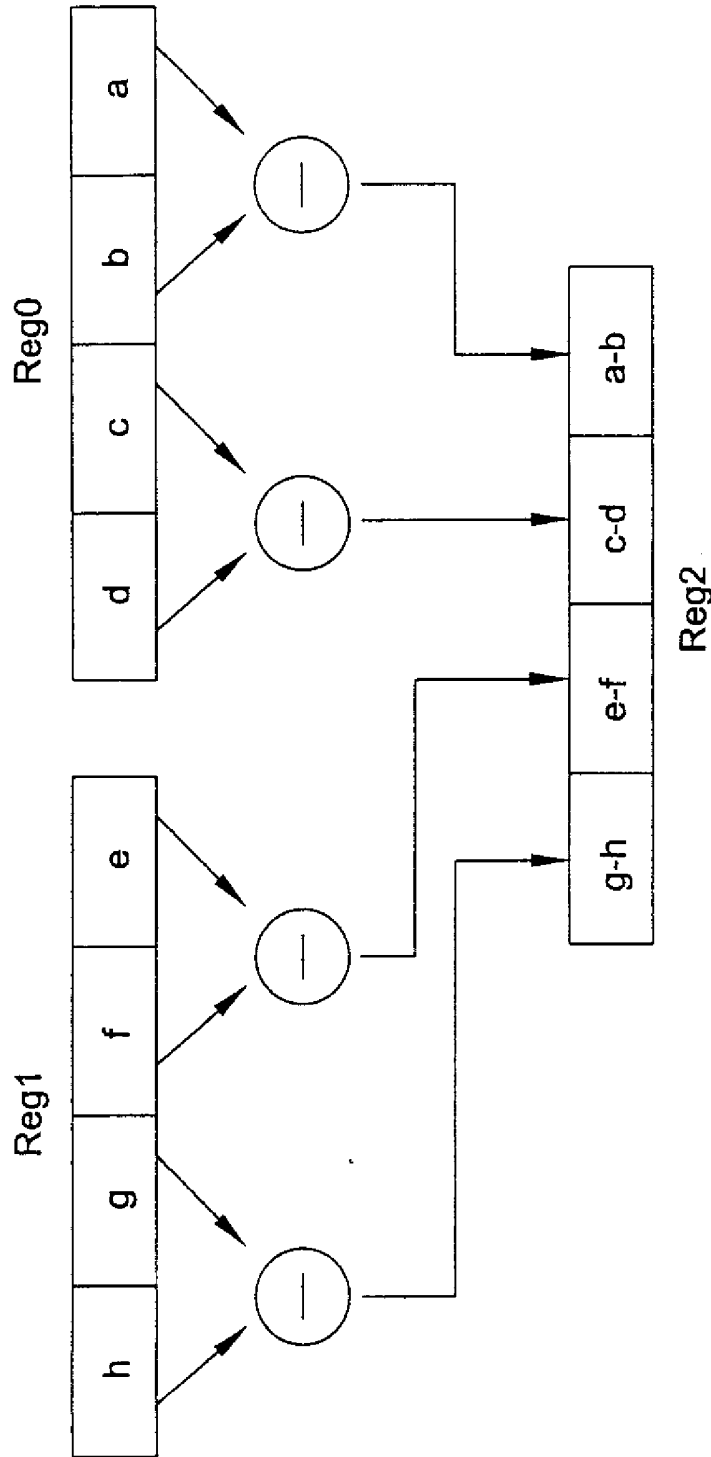 Reg1 Reg0
h g f e d c b a
— — — —
g-h e-f c-d a-b
Reg2